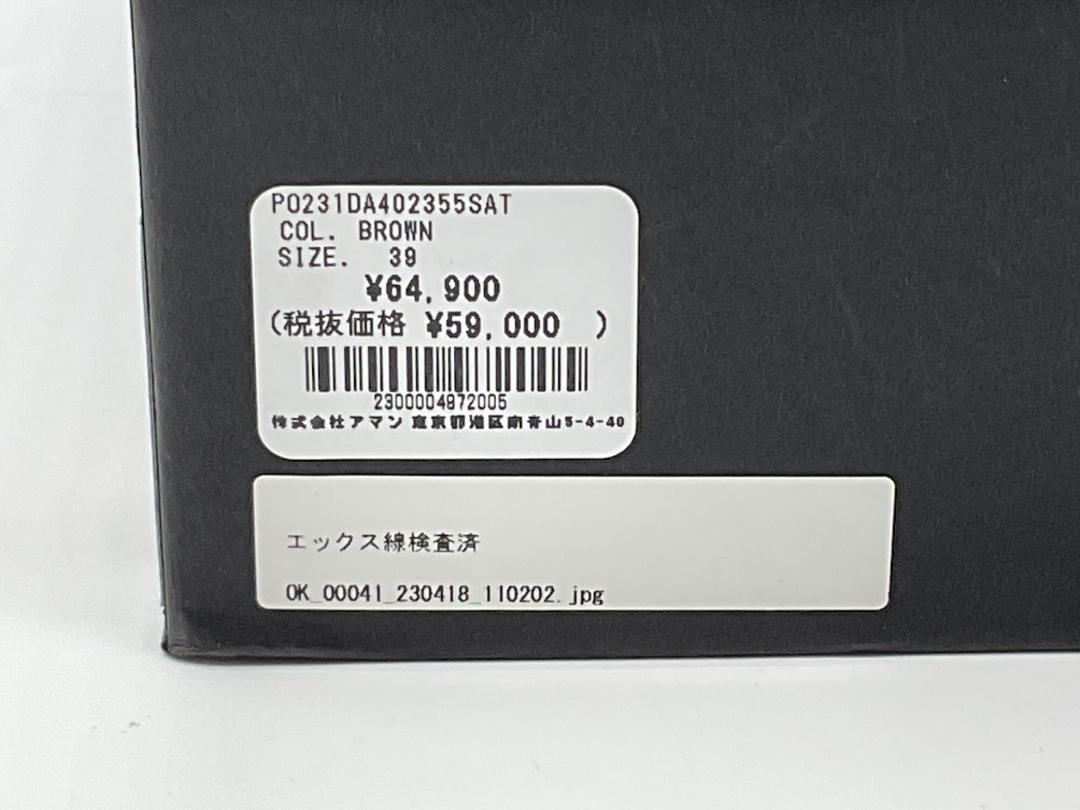 PO231DA402355SAT
COL. BROWN
SIZE. 39
¥64,900
(税抜価格 ¥59,000 )
2300004972005
株式会社アマン 東京都港区南青山5-4-40
エックス線検査済
OK_00041_230418_110202.jpg